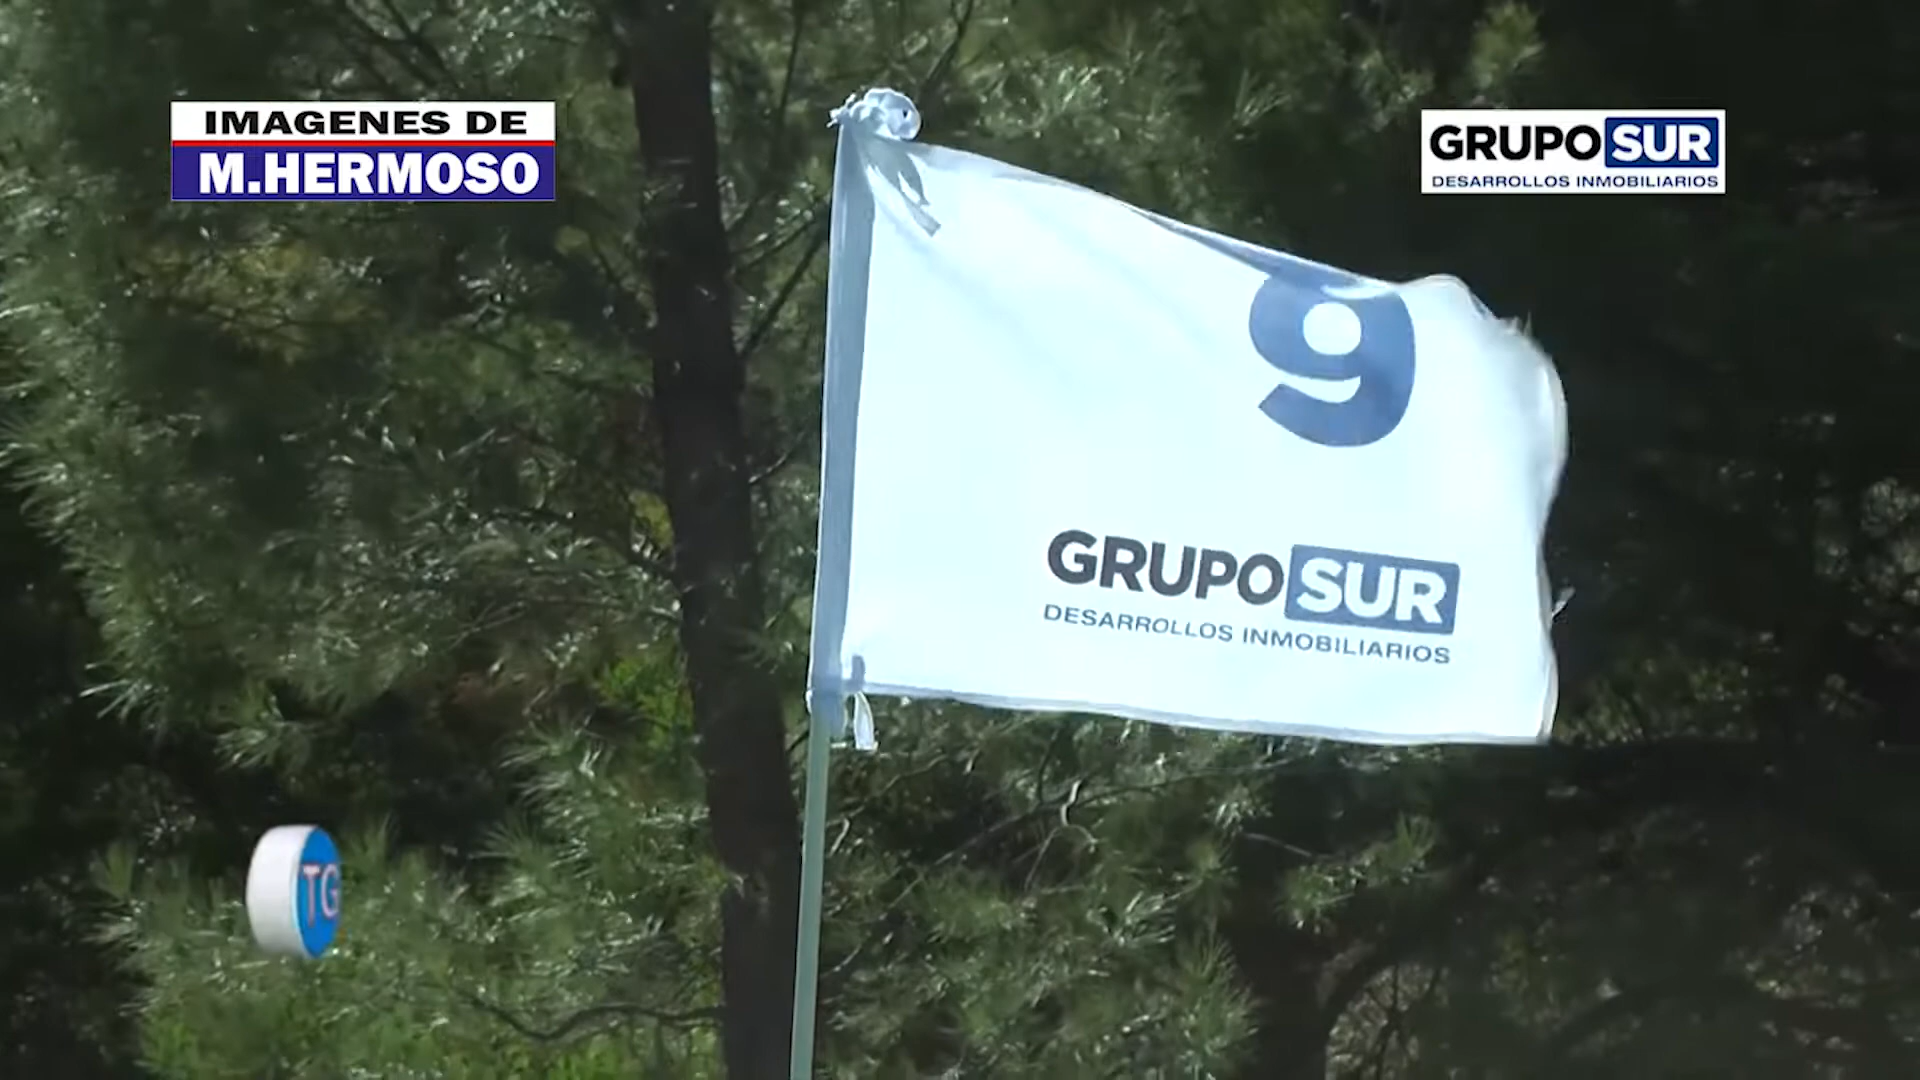 IMAGENES DE
M.HERMOSO
GRUPO SUR
DESARROLLOS INMOBILIARIOS
9
GRUPO SUR
DESARROLLOS INMOBILIARIOS
TG